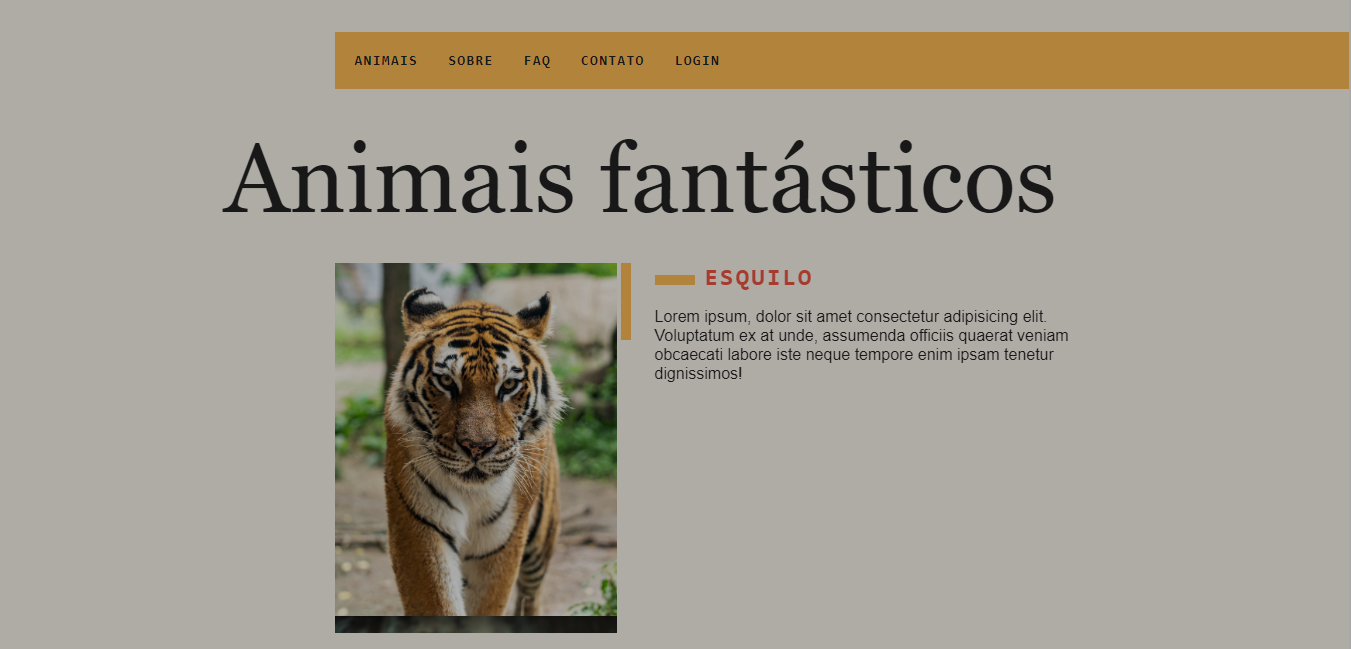 ANIMAIS SOBRE FAQ CONTATO LOGIN
Animais fantásticos
ESQUILO
Lorem ipsum, dolor sit amet consectetur adipisicing elit.
Voluptatum ex at unde, assumenda officiis quaerat veniam
obcaecati labore iste neque tempore enim ipsam tenetur
dignissimos!